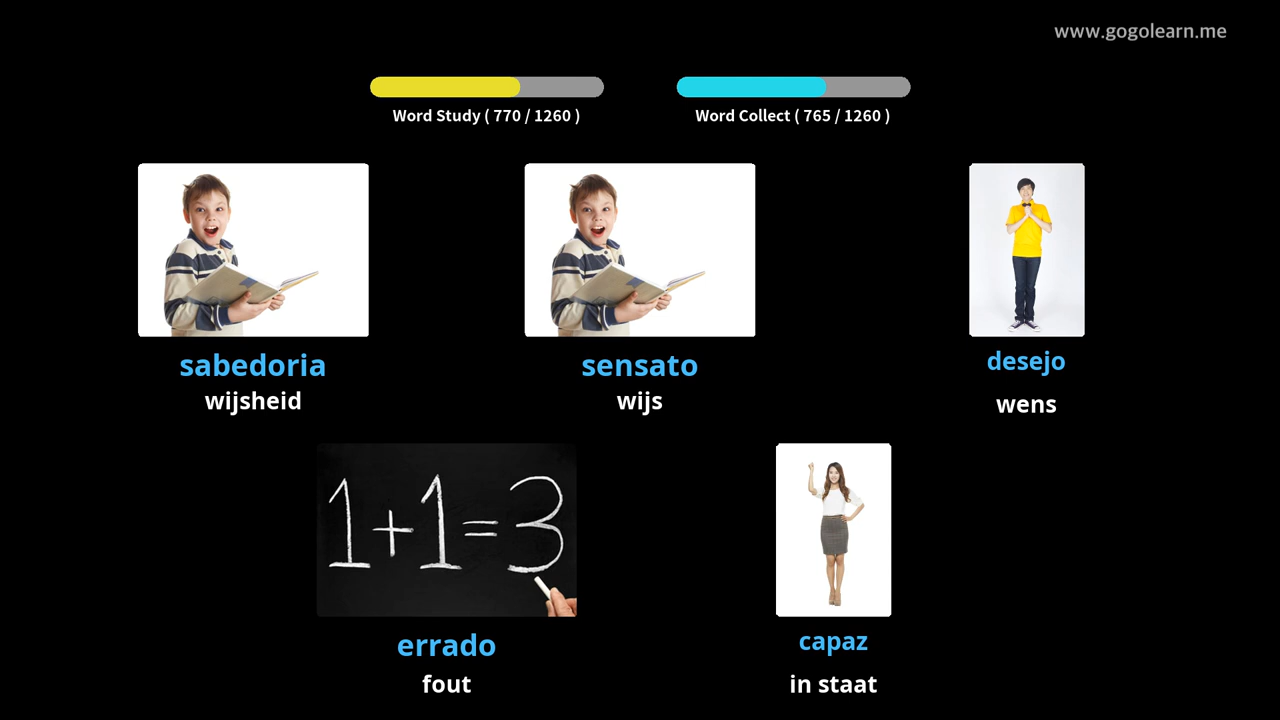 www.gogolearn.me
Word Study ( 770 / 1260 )
Word Collect ( 765 / 1260 )
sabedoria
wijsheid
sensato
wijs
desejo
wens
1+1=3
errado
fout
capaz
in staat